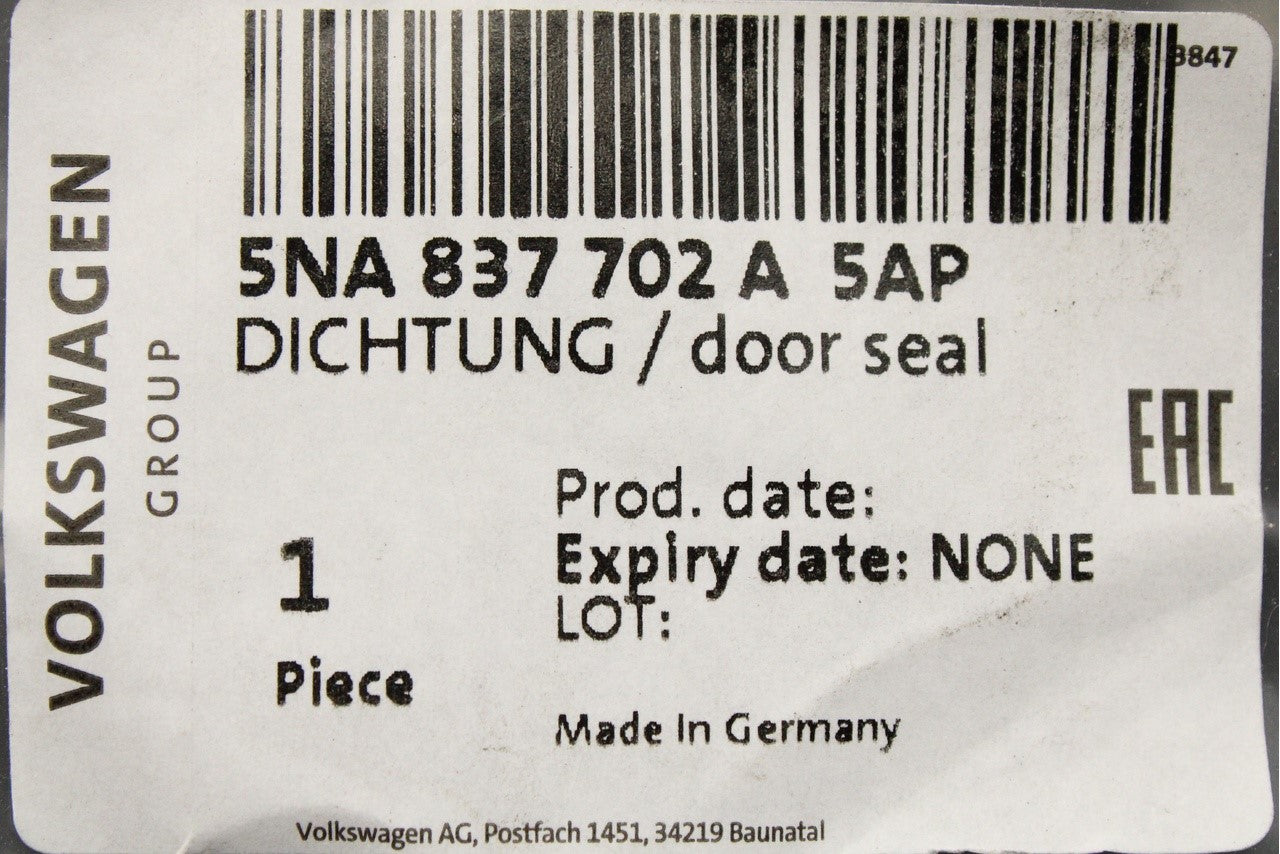 3847
5NA 837 702 A 5AP
DICHTUNG / door seal
EAC
VOLKSWAGEN
GROUP
Prod. date:
Expiry date: NONE
LOT:
1
Piece
Made In Germany
Volkswagen AG, Postfach 1451, 34219 Baunatal